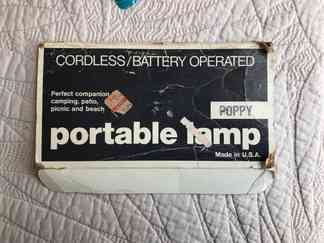 CORDLESS/BATTERY OPERATED
Perfect companion
camping, patio,
picnic and beach
POPPY
portable lamp
Made in U.S.A.